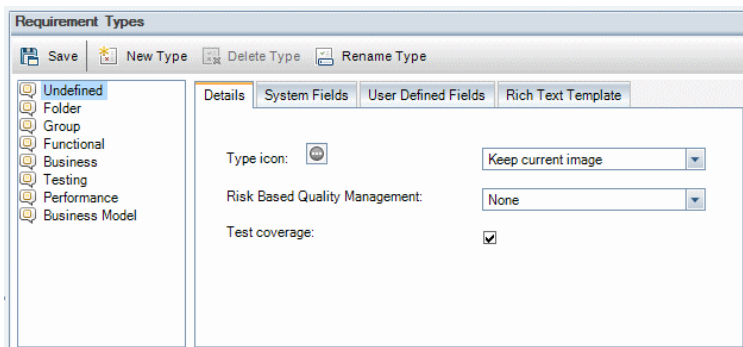 Requirement Types
Save New Type Delete Type Rename Type
Undefined
Folder
Group
Functional
Business
Testing
Performance
Business Model
Details System Fields User Defined Fields Rich Text Template
Type icon: Keep current image
Risk Based Quality Management: None
Test coverage: